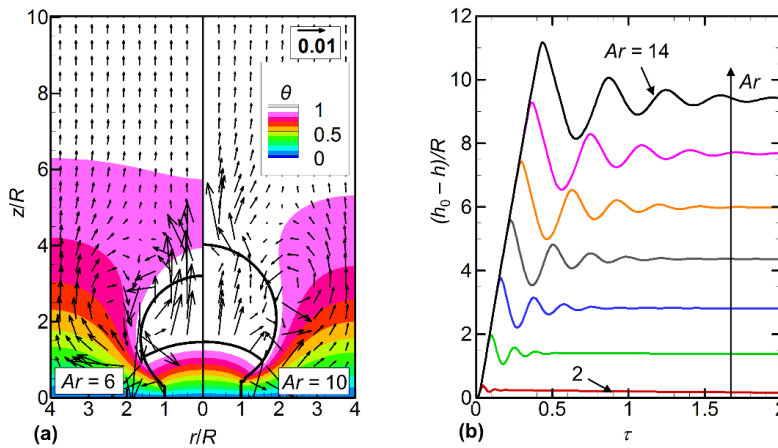 10
8
6
4
2
0
z/R
0.01
θ
1
0.5
0
Ar = 6
Ar = 10
4 3 2 1 0 1 2 3 4
(a)
r/R
12
10
8
6
4
2
0
(h₀ – h)/R
Ar = 14
Ar
2
0.5 1 1.5 2
(b)
τ